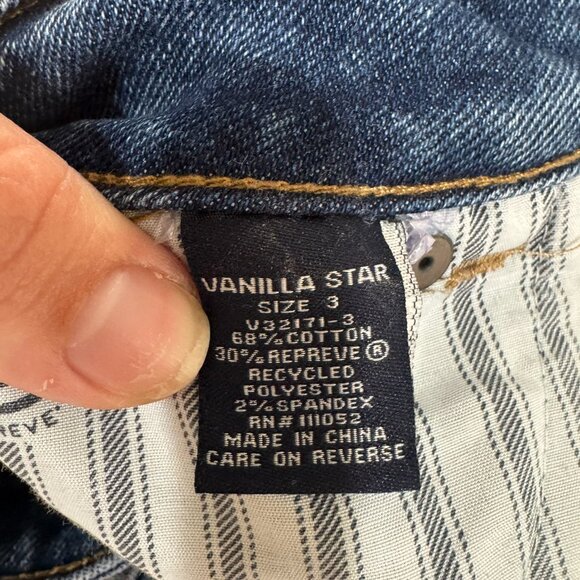 VANILLA STAR
SIZE 3
V32171-3
68% COTTON
30% REPREVE®
RECYCLED
POLYESTER
2% SPANDEX
RN# 111052
MADE IN CHINA
CARE ON REVERSE